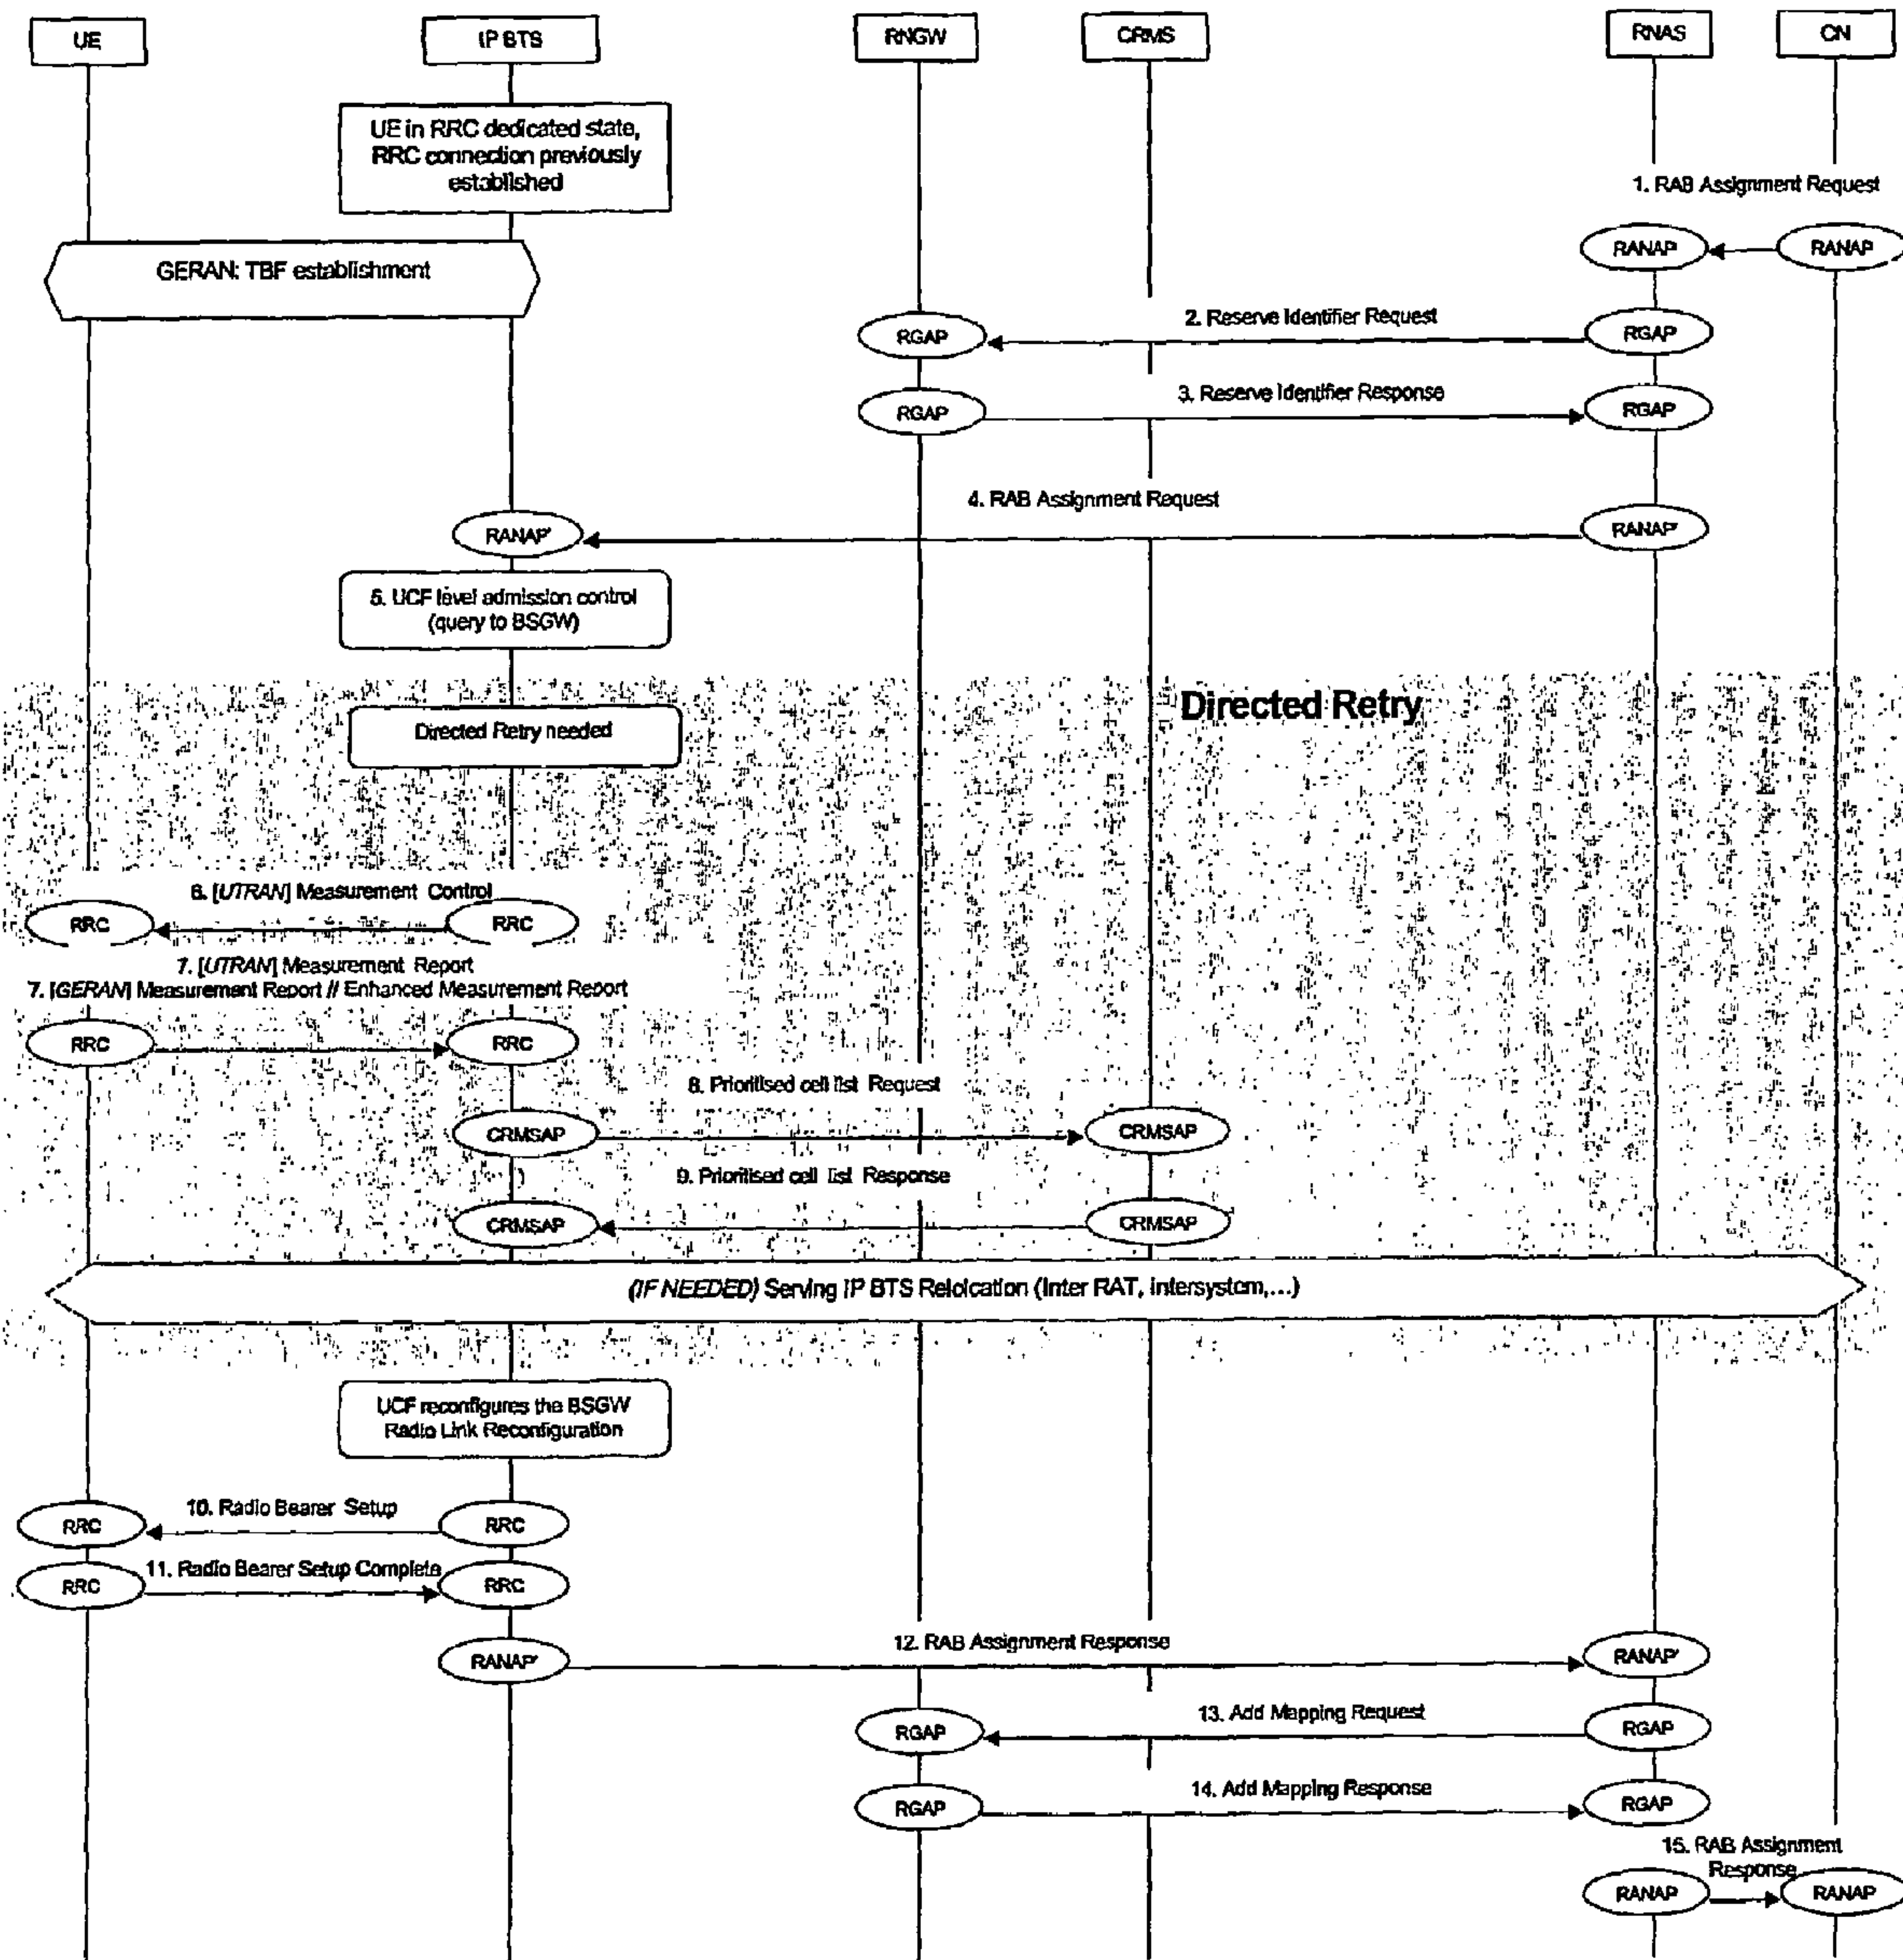 UE
IP BTS
RNGW
CRMS
RNAS
CN
UE in RRC dedicated state,
RRC connection previously
established
1. RAB Assignment Request
RANAP
RANAP
GERAN: TBF establishment
2. Reserve Identifier Request
RGAP
RGAP
3. Reserve Identifier Response
RGAP
RGAP
4. RAB Assignment Request
RANAP'
RANAP'
5. UCF level admission control
(query to BSGW)
Directed Retry
Directed Retry needed
6. [UTRAN] Measurement Control
RRC
RRC
7. [UTRAN] Measurement Report
7. [GERAN] Measurement Report // Enhanced Measurement Report
RRC
RRC
8. Prioritised cell list Request
CRMSAP
CRMSAP
9. Prioritised cell list Response
CRMSAP
CRMSAP
(IF NEEDED) Serving IP BTS Relolcation (Inter RAT, intersystem,...)
UCF reconfigures the BSGW
Radio Link Reconfiguration
10. Radio Bearer Setup
RRC
RRC
11. Radio Bearer Setup Complete
RRC
RRC
12. RAB Assignment Response
RANAP'
RANAP'
13. Add Mapping Request
RGAP
RGAP
14. Add Mapping Response
RGAP
RGAP
15. RAB Assignment
Response
RANAP
RANAP